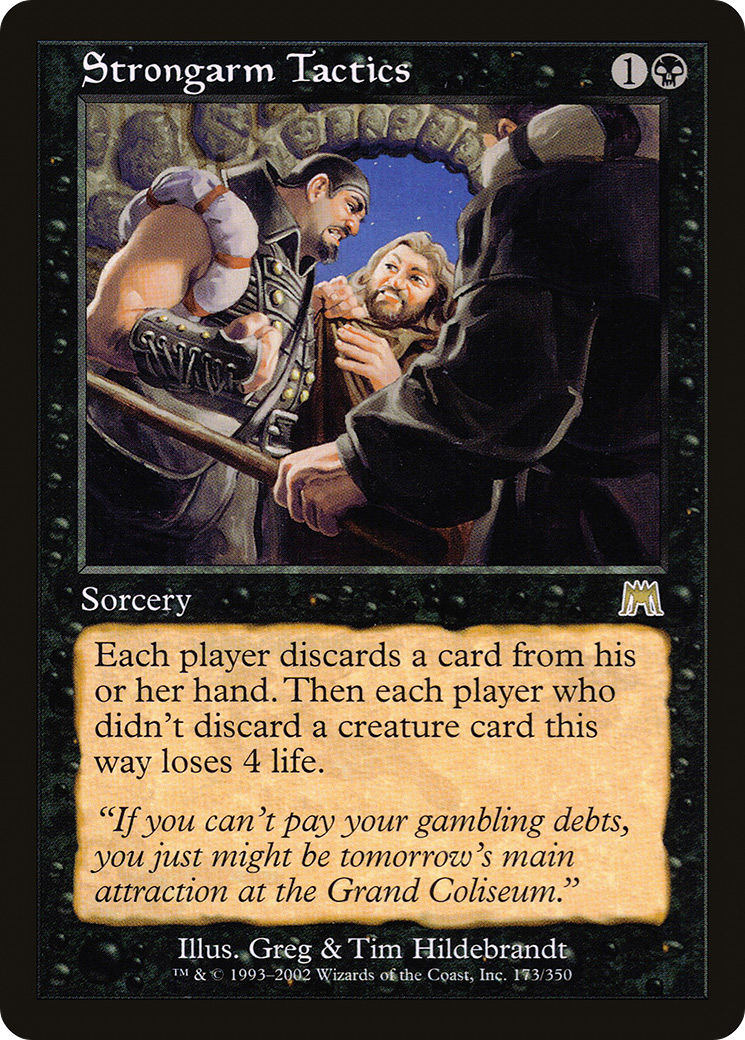 Strongarm Tactics 1
Sorcery
Each player discards a card from his
or her hand. Then each player who
didn't discard a creature card this
way loses 4 life.
“If you can't pay your gambling debts,
you just might be tomorrow's main
attraction at the Grand Coliseum.”
Illus. Greg & Tim Hildebrandt
™ & © 1993–2002 Wizards of the Coast, Inc. 173/350